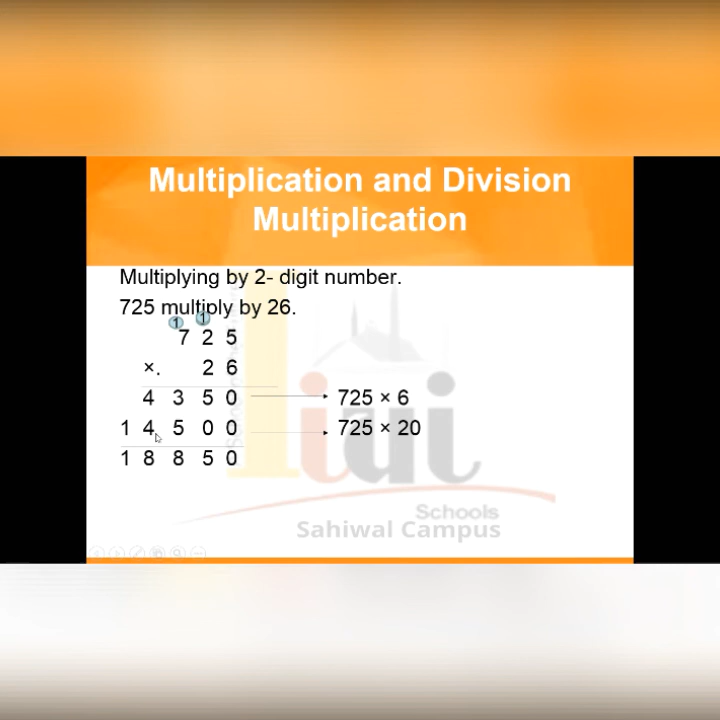 Multiplication and Division
Multiplication
Multiplying by 2- digit number.
725 multiply by 26.
1 1
7 2 5
×. 2 6
4 3 5 0 725 × 6
1 4 5 0 0 725 × 20
1 8 8 5 0
iiui
Schools
Sahiwal Campus